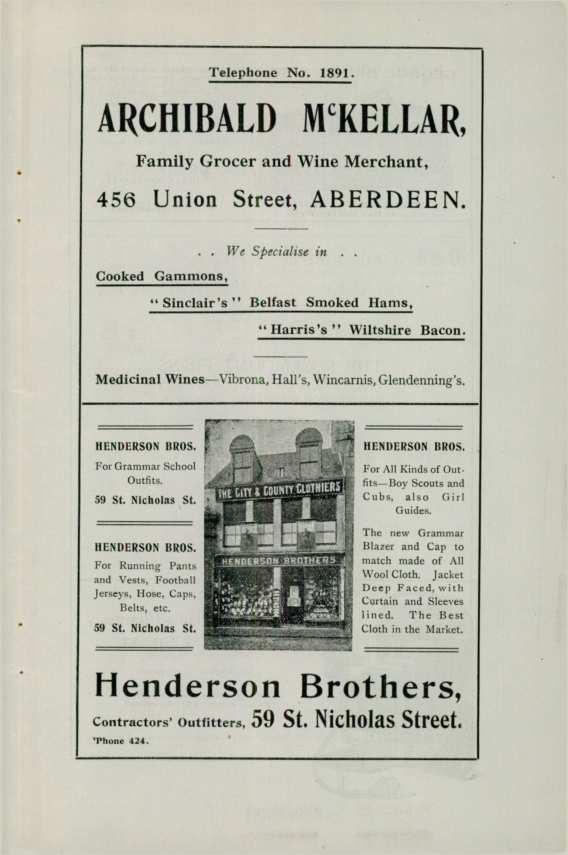 Telephone No. 1891.
ARCHIBALD McKELLAR,
Family Grocer and Wine Merchant,
456 Union Street, ABERDEEN.
. . We Specialise in . .
Cooked Gammons,
"Sinclair's" Belfast Smoked Hams,
"Harris's" Wiltshire Bacon.
Medicinal Wines—Vibrona, Hall's, Wincarnis, Glendenning's.
HENDERSON BROS.
For Grammar School
Outfits.
59 St. Nicholas St.
HENDERSON BROS.
For Running Pants
and Vests, Football
Jerseys, Hose, Caps,
Belts, etc.
59 St. Nicholas St.
THE CITY & COUNTY CLOTHIERS
HENDERSON BROTHERS
HENDERSON BROS.
For All Kinds of Out-
fits—Boy Scouts and
Cubs, also Girl
Guides.
The new Grammar
Blazer and Cap to
match made of All
Wool Cloth. Jacket
Deep Faced, with
Curtain and Sleeves
lined. The Best
Cloth in the Market.
Henderson Brothers,
Contractors' Outfitters, 59 St. Nicholas Street.
'Phone 424.